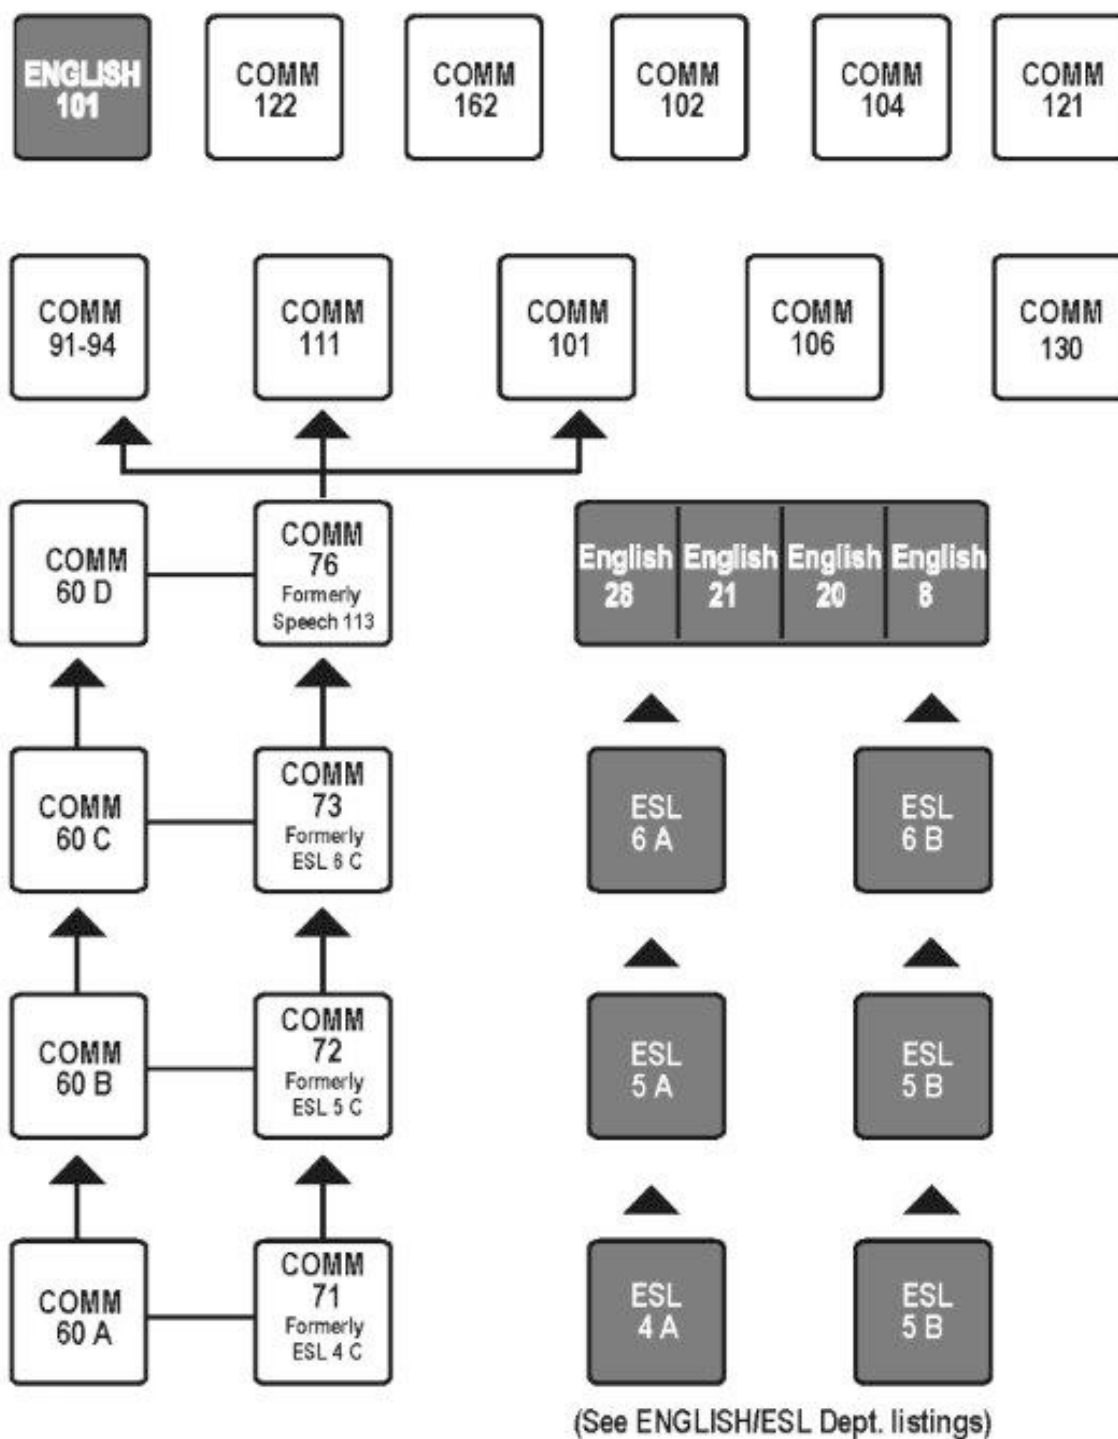 ENGLISH
101
COMM
122
COMM
162
COMM
102
COMM
104
COMM
121
COMM
91-94
COMM
111
COMM
101
COMM
106
COMM
130
COMM
60 D
COMM
76
Formerly
Speech 113
English
28
English
21
English
20
English
8
COMM
60 C
COMM
73
Formerly
ESL 6 C
ESL
6 A
ESL
6 B
COMM
60 B
COMM
72
Formerly
ESL 5 C
ESL
5 A
ESL
5 B
COMM
60 A
COMM
71
Formerly
ESL 4 C
ESL
4 A
ESL
5 B
(See ENGLISH/ESL Dept. listings)